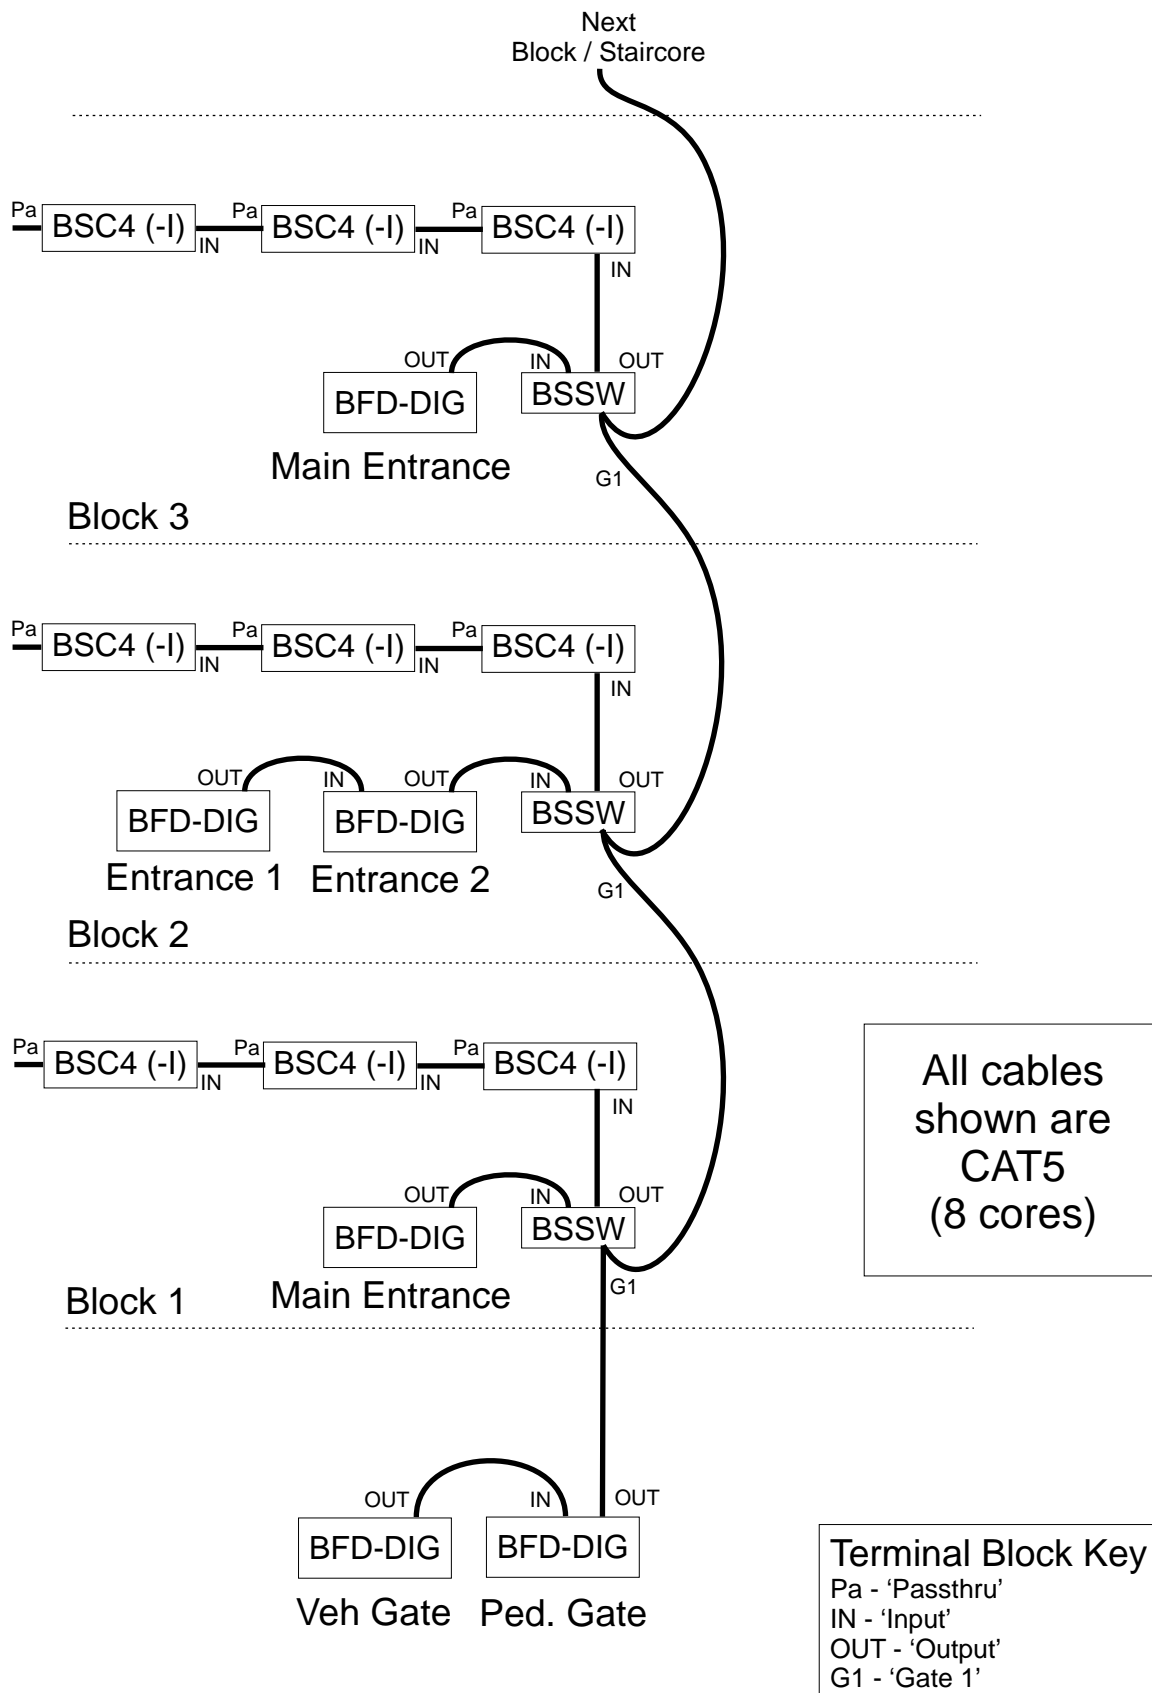 Next
Block / Staircore
Pa
BSC4 (-I)
IN
Pa
BSC4 (-I)
IN
Pa
BSC4 (-I)
IN
OUT
BFD-DIG
IN
OUT
BSSW
Main Entrance
G1
Block 3
Pa
BSC4 (-I)
IN
Pa
BSC4 (-I)
IN
Pa
BSC4 (-I)
IN
OUT
BFD-DIG
IN
OUT
BFD-DIG
IN
OUT
BSSW
Entrance 1
Entrance 2
G1
Block 2
Pa
BSC4 (-I)
IN
Pa
BSC4 (-I)
IN
Pa
BSC4 (-I)
IN
OUT
BFD-DIG
IN
OUT
BSSW
Main Entrance
G1
Block 1
All cables
shown are
CAT5
(8 cores)
OUT
BFD-DIG
IN
OUT
BFD-DIG
Veh Gate
Ped. Gate
Terminal Block Key
Pa - ‘Passthru’
IN - ‘Input’
OUT - ‘Output’
G1 - ‘Gate 1’